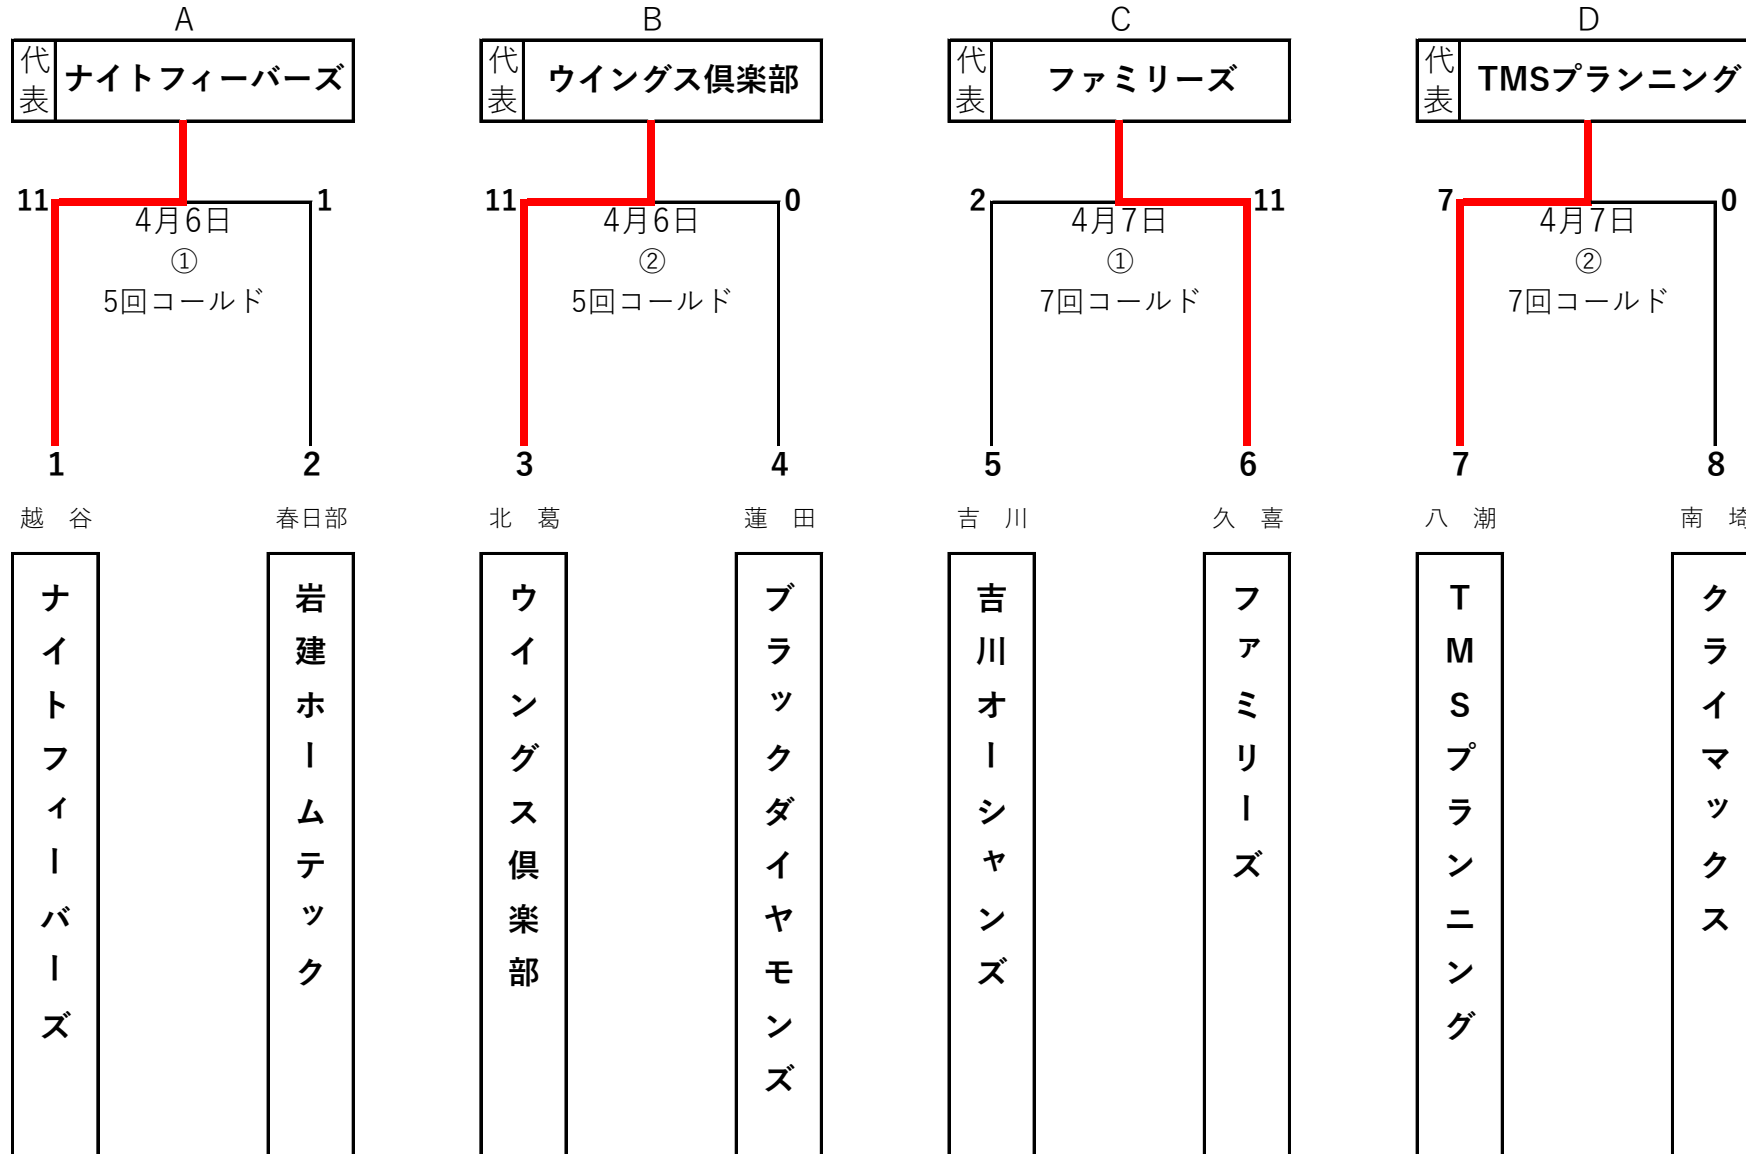 A
代表
ナイトフィーバーズ
11
1
4月6日
①
5回コールド
1
2
越　谷
春日部
ナイトフィーバーズ
岩建ホームテック
B
代表
ウイングス倶楽部
11
0
4月6日
②
5回コールド
3
4
北　葛
蓮　田
ウイングス倶楽部
ブラックダイヤモンズ
C
代表
ファミリーズ
2
11
4月7日
①
7回コールド
5
6
吉　川
久　喜
吉川オーシャンズ
ファミリーズ
D
代表
TMSプランニング
7
0
4月7日
②
7回コールド
7
8
八　潮
南　埼
TMSプランニング
クライマックス